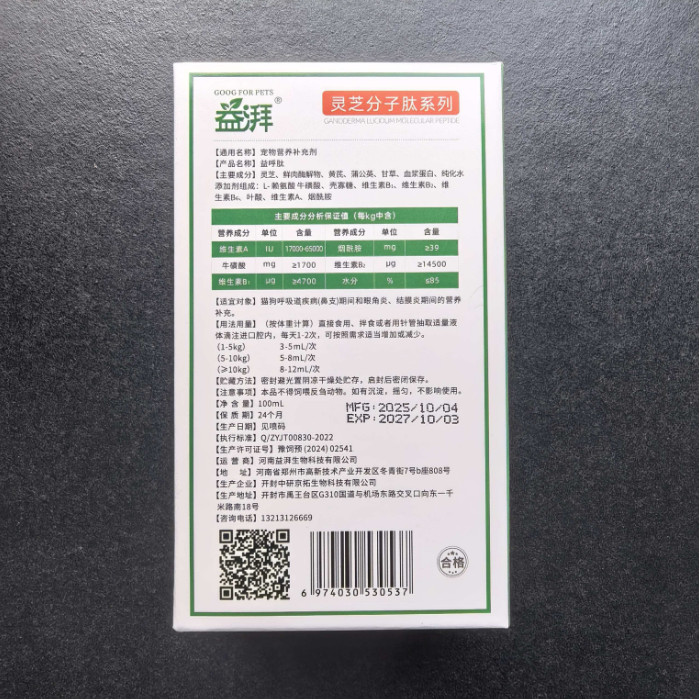 GOOG FOR PETS
益湃®
灵芝分子肽系列
GANODERMA LUCIDUM MOLECULAR PEPTIDE
【通用名称】宠物营养补充剂
【产品名称】益呼肽
【主要成分】灵芝、鲜肉酶解物、黄芪、蒲公英、甘草、血浆蛋白、纯化水
添加剂组成：L-赖氨酸 牛磺酸、壳寡糖、维生素B₁、维生素B₂、维
生素B₆、叶酸、维生素A、烟酰胺
主要成分分析保证值（每kg中含）
营养成分 单位 含量 营养成分 单位 含量
维生素A IU 17000-65000 烟酰胺 mg ≥39
牛磺酸 mg ≥1700 维生素B₂ μg ≥14500
维生素B₁ μg ≥4700 水分 % ≤85
【适宜对象】猫狗呼吸道疾病(鼻支)期间和眼角炎、结膜炎期间的营养
补充。
【用法用量】（按体重计算）直接食用、拌食或者用针管抽取适量液
体滴注进口腔内，每天1-2次，可按照需求适当增加或减少。
(1-5kg) 3-5mL/次
(5-10kg) 5-8mL/次
(≥10kg) 8-12mL/次
【贮藏方法】密封避光置阴凉干燥处贮存，启封后密闭保存。
【注意事项】本品不得饲喂反刍动物。如有沉淀，摇匀，不影响使用。
【净 含 量】100mL
【保 质 期】24个月
MFG:2025/10/04
EXP:2027/10/03
【生产日期】见喷码
【执行标准】Q/ZYJT00830-2022
【生产许可证号】豫饲预 (2024) 02541
【运 营 商】河南益湃生物科技有限公司
【地 址】河南省郑州市高新技术产业开发区冬青街7号b座808号
【生产企业】开封中研京拓生物科技有限公司
【生产地址】开封市禹王台区G310国道与机场东路交叉口向东一千
米路南18号
【咨询电话】13213126669
6 974030 530537
合格